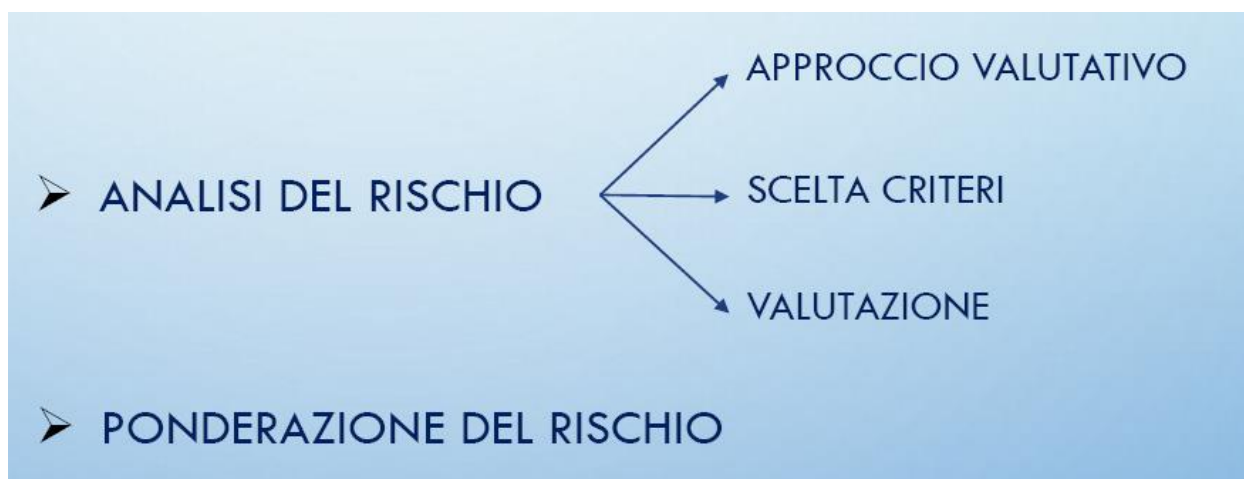 APPROCCIO VALUTATIVO
ANALISI DEL RISCHIO
SCELTA CRITERI
VALUTAZIONE
PONDERAZIONE DEL RISCHIO